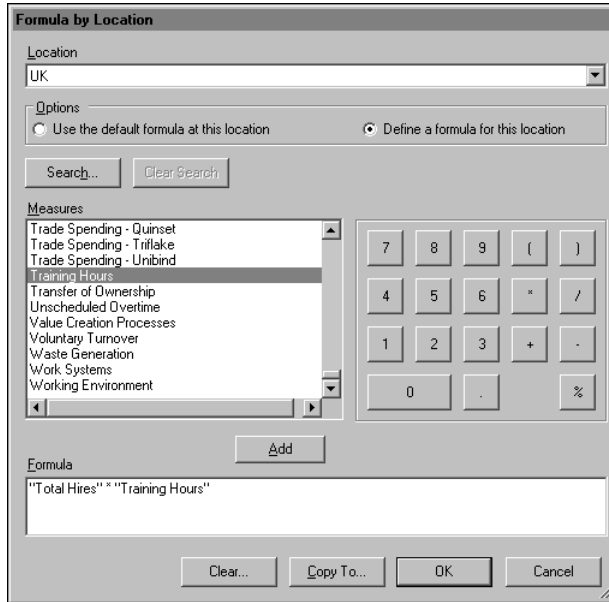 Formula by Location
Location
UK
Options
Use the default formula at this location
Define a formula for this location
Search...
Clear Search
Measures
Trade Spending - Quinset
Trade Spending - Triflake
Trade Spending - Unibind
Training Hours
Transfer of Ownership
Unscheduled Overtime
Value Creation Processes
Voluntary Turnover
Waste Generation
Work Systems
Working Environment
7 8 9 ( )
4 5 6 * /
1 2 3 + -
0 . %
Add
Formula
"Total Hires" * "Training Hours"
Clear... Copy To... OK Cancel